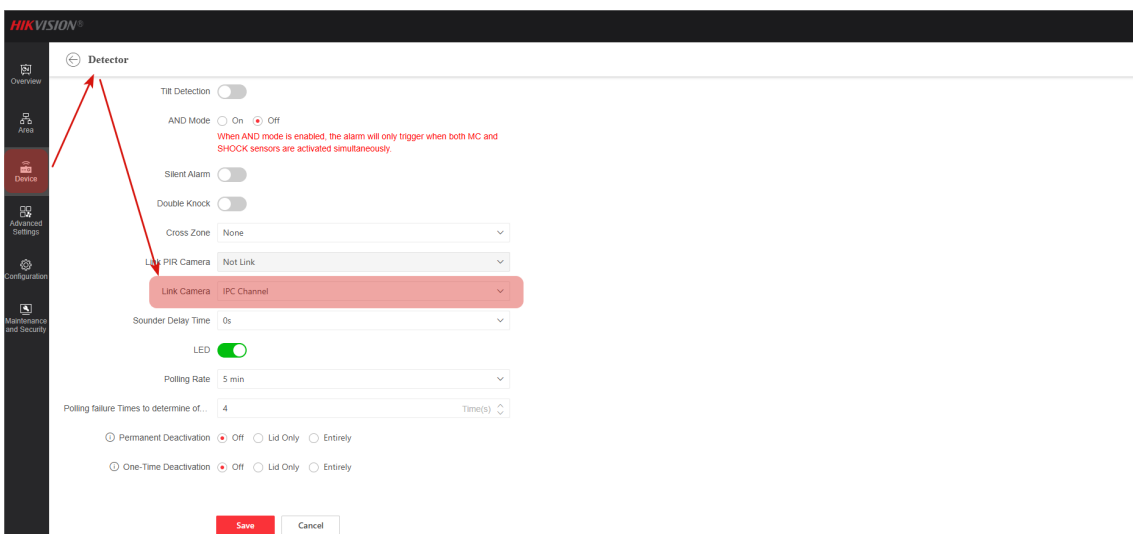 HIKVISION®
Detector
Overview
Area
Device
Advanced
Settings
Configuration
Maintenance
and Security
Tilt Detection
AND Mode On Off
When AND mode is enabled, the alarm will only trigger when both MC and
SHOCK sensors are activated simultaneously.
Silent Alarm
Double Knock
Cross Zone None
Link PIR Camera Not Link
Link Camera IPC Channel
Sounder Delay Time 0s
LED
Polling Rate 5 min
Polling failure Times to determine of... 4 Time(s)
Permanent Deactivation Off Lid Only Entirely
One-Time Deactivation Off Lid Only Entirely
Save Cancel